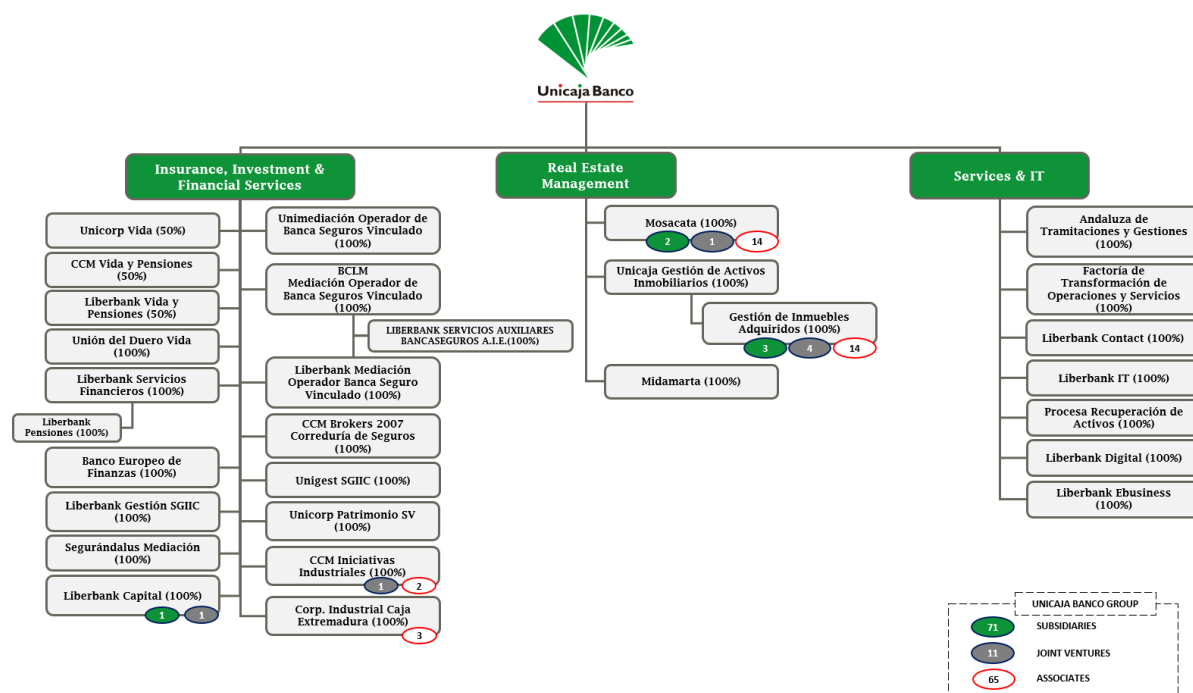 Unicaja Banco
Insurance, Investment &
Financial Services
Unicorp Vida (50%)
CCM Vida y Pensiones
(50%)
Liberbank Vida y
Pensiones (50%)
Unión del Duero Vida
(100%)
Liberbank Servicios
Financieros (100%)
Liberbank
Pensiones (100%)
Banco Europeo de
Finanzas (100%)
Liberbank Gestión SGIIC
(100%)
Segurándalus Mediación
(100%)
Liberbank Capital (100%)
1
1
Unimediación Operador de
Banca Seguros Vinculado
(100%)
BCLM
Mediación Operador de
Banca Seguros Vinculado
(100%)
LIBERBANK SERVICIOS AUXILIARES
BANCASEGUROS A.I.E.(100%)
Liberbank Mediación
Operador Banca Seguro
Vinculado (100%)
CCM Brokers 2007
Correduría de Seguros
(100%)
Unigest SGIIC (100%)
Unicorp Patrimonio SV
(100%)
CCM Iniciativas
Industriales (100%)
1
2
Corp. Industrial Caja
Extremadura (100%)
3
Real Estate
Management
Mosacata (100%)
2
1
14
Unicaja Gestión de Activos
Inmobiliarios (100%)
Gestión de Inmuebles
Adquiridos (100%)
3
4
14
Midamarta (100%)
Services & IT
Andaluza de
Tramitaciones y Gestiones
(100%)
Factoría de
Transformación de
Operaciones y Servicios
(100%)
Liberbank Contact (100%)
Liberbank IT (100%)
Procesa Recuperación de
Activos (100%)
Liberbank Digital (100%)
Liberbank Ebusiness
(100%)
UNICAJA BANCO GROUP
71 SUBSIDIARIES
11 JOINT VENTURES
65 ASSOCIATES